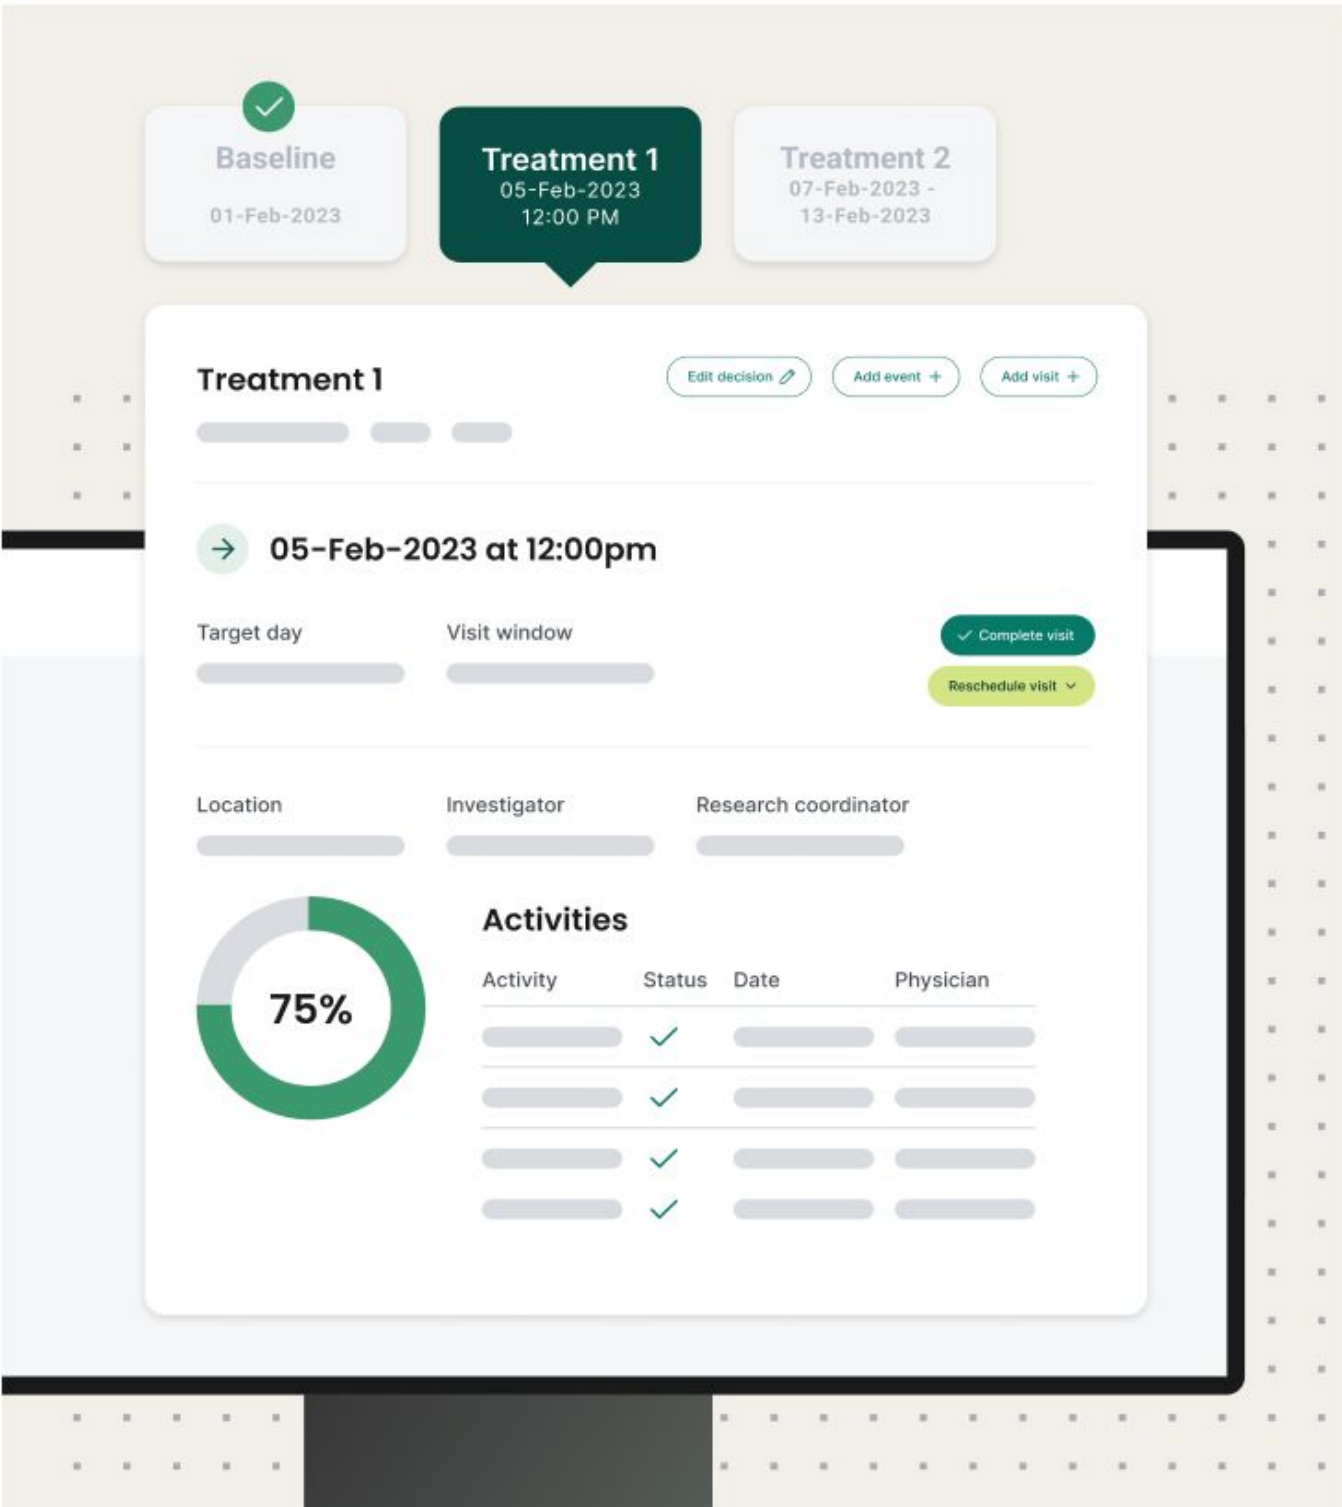 Baseline
01-Feb-2023
Treatment 1
05-Feb-2023
12:00 PM
Treatment 2
07-Feb-2023 -
13-Feb-2023
Treatment 1
Edit decision
Add event +
Add visit +
05-Feb-2023 at 12:00pm
Target day
Visit window
Complete visit
Reschedule visit
Location
Investigator
Research coordinator
75%
Activities
Activity Status Date Physician